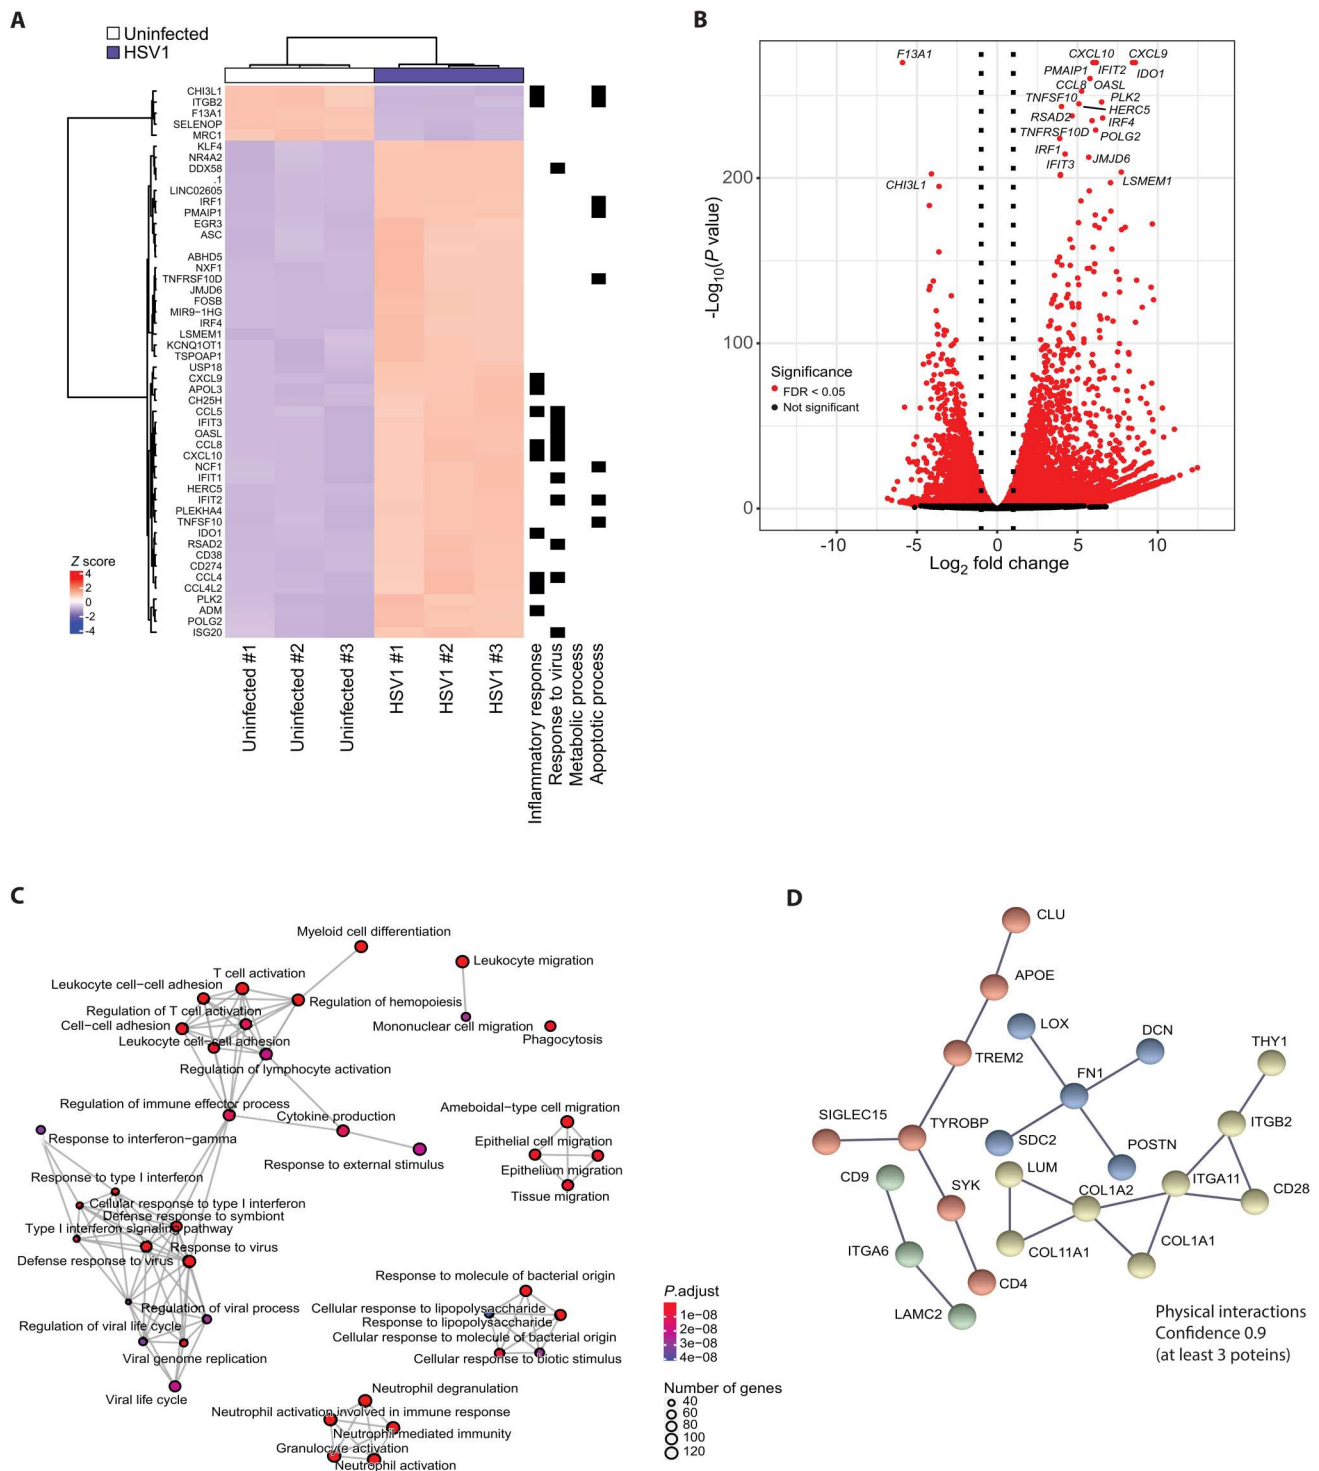 A
Uninfected
HSV1
CHI3L1
ITGB2
F13A1
SELENOP
MRC1
KLF4
NR4A2
DDX58
.1
LINC02605
IRF1
PMAIP1
EGR3
ASC
ABHD5
NXF1
TNFRSF10D
JMJD6
FOSB
MIR9-1HG
IRF4
LSMEM1
KCNQ1OT1
TSPOAP1
USP18
CXCL9
APOL3
CH25H
CCL5
IFIT3
OASL
CCL8
CXCL10
NCF1
IFIT1
HERC5
IFIT2
PLEKHA4
TNFSF10
IDO1
RSAD2
CD38
CD274
CCL4
CCL4L2
PLK2
ADM
POLG2
ISG20
Z score
4
2
0
-2
-4
Uninfected #1
Uninfected #2
Uninfected #3
HSV1 #1
HSV1 #2
HSV1 #3
Inflammatory response
Response to virus
Metabolic process
Apoptotic process
B
F13A1
CXCL10
CXCL9
PMAIP1
IFIT2
IDO1
CCL8
OASL
TNFSF10
PLK2
HERC5
RSAD2
IRF4
TNFRSF10D
POLG2
IRF1
JMJD6
IFIT3
CHI3L1
LSMEM1
200
100
0
-Log10(P value)
Significance
FDR < 0.05
Not significant
-10
-5
0
5
10
Log2 fold change
C
Myeloid cell differentiation
Leukocyte migration
T cell activation
Leukocyte cell-cell adhesion
Regulation of hemopoiesis
Regulation of T cell activation
Cell-cell adhesion
Mononuclear cell migration
Phagocytosis
Leukocyte cell-cell adhesion
Regulation of lymphocyte activation
Regulation of immune effector process
Cytokine production
Ameboidal-type cell migration
Response to interferon-gamma
Epithelial cell migration
Response to external stimulus
Epithelium migration
Response to type I interferon
Tissue migration
Cellular response to type I interferon
Defense response to symbiont
Type I interferon signaling pathway
Response to virus
Defense response to virus
Response to molecule of bacterial origin
Regulation of viral process
Cellular response to lipopolysaccharide
Response to lipopolysaccharide
Regulation of viral life cycle
Cellular response to molecule of bacterial origin
Viral genome replication
Cellular response to biotic stimulus
Viral life cycle
Neutrophil degranulation
Neutrophil activation involved in immune response
Neutrophil mediated immunity
Granulocyte activation
Neutrophil activation
P.adjust
1e-08
2e-08
3e-08
4e-08
Number of genes
40
60
80
100
120
D
CLU
APOE
LOX
DCN
THY1
TREM2
FN1
SIGLEC15
TYROBP
SDC2
POSTN
ITGB2
CD9
LUM
ITGA11
SYK
COL1A2
CD28
ITGA6
COL11A1
COL1A1
CD4
LAMC2
Physical interactions
Confidence 0.9
(at least 3 poteins)